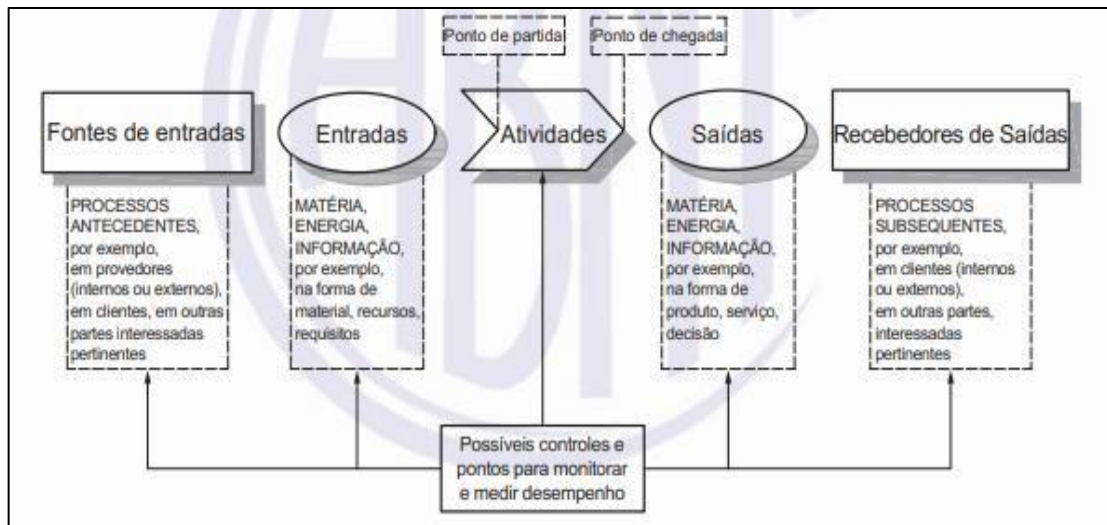 Ponto de partida
Ponto de chegada
Fontes de entradas
Entradas
Atividades
Saídas
Recebedores de Saídas
PROCESSOS
ANTECEDENTES,
por exemplo,
em provedores
(internos ou externos),
em clientes, em outras
partes interessadas
pertinentes
MATÉRIA,
ENERGIA,
INFORMAÇÃO,
por exemplo,
na forma de
material, recursos,
requisitos
MATÉRIA,
ENERGIA,
INFORMAÇÃO,
por exemplo,
na forma de
produto, serviço,
decisão
PROCESSOS
SUBSEQUENTES,
por exemplo,
em clientes (internos
ou externos),
em outras partes,
interessadas
pertinentes
Possíveis controles e
pontos para monitorar
e medir desempenho
ABNT